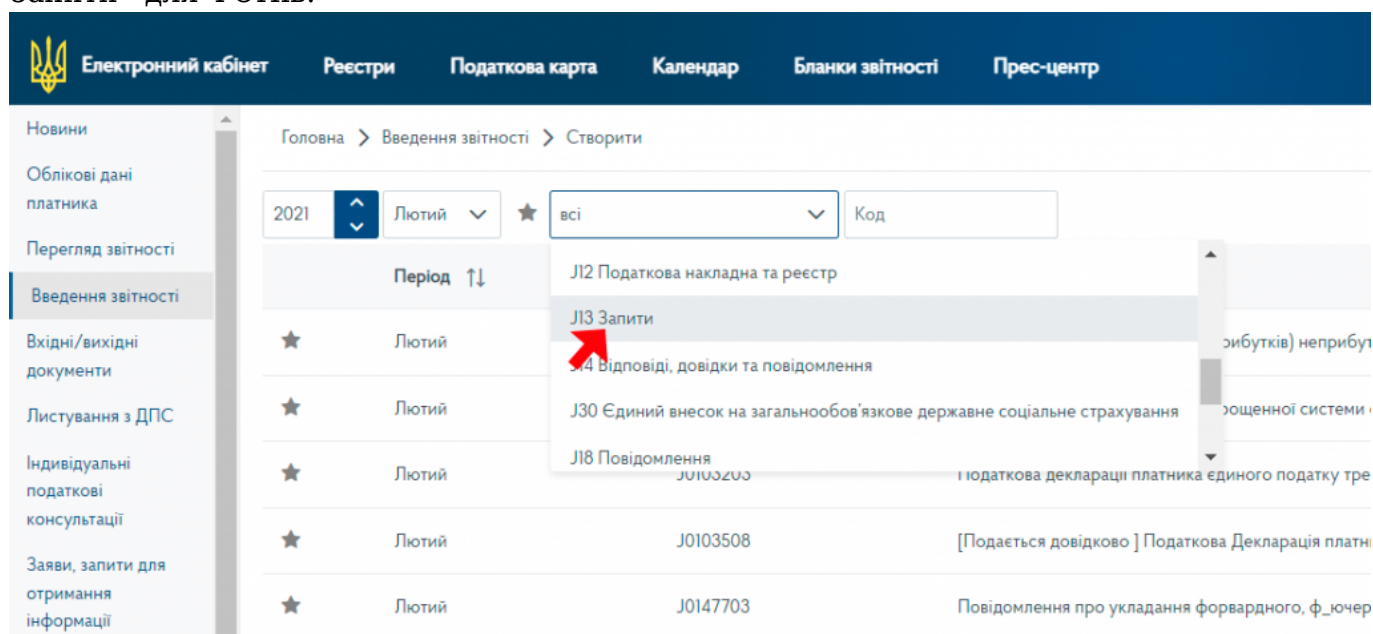 Електронний кабінет Реєстри Податкова карта Календар Бланки звітності Прес-центр
Новини
Облікові дані
платника
Перегляд звітності
Введення звітності
Вхідні/вихідні
документи
Листування з ДПС
Індивідуальні
податкові
консультації
Заяви, запити для
отримання
інформації
Головна > Введення звітності > Створити
2021 Лютий всі Код
Період ↑↓
J12 Податкова накладна та реєстр
J13 Запити
J14 Відповіді, довідки та повідомлення
J30 Єдиний внесок на загальнообов'язкове державне соціальне страхування
J18 Повідомлення
Лютий
Лютий
Лютий J0103203 Податкова декларації платника єдиного податку тре
Лютий J0103508 [Подається довідково ] Податкова Декларація платн
Лютий J0147703 Повідомлення про укладання форвардного, ф_ючер